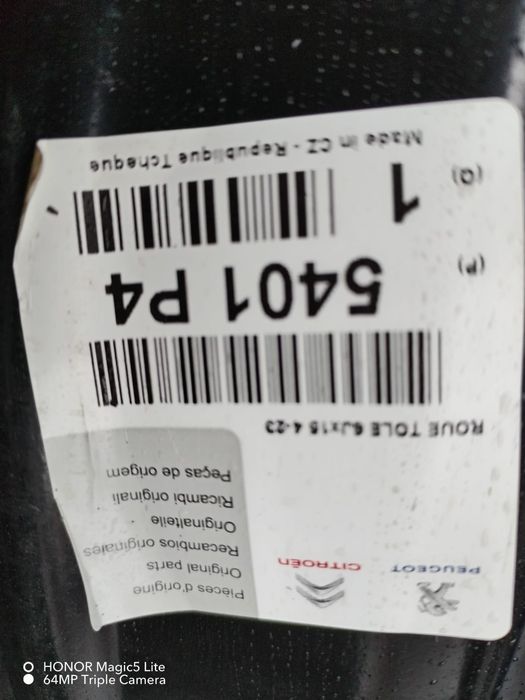 PEUGEOT
CITROËN
Pièces d'origine
Original parts
Recambios originales
Originalteile
Ricambi originali
Peças de origem
ROUE TOLE 6Jx15 4-23
(P) 5401 P4
(Q) 1
Made in CZ - Republique Tcheque
HONOR Magic5 Lite
64MP Triple Camera